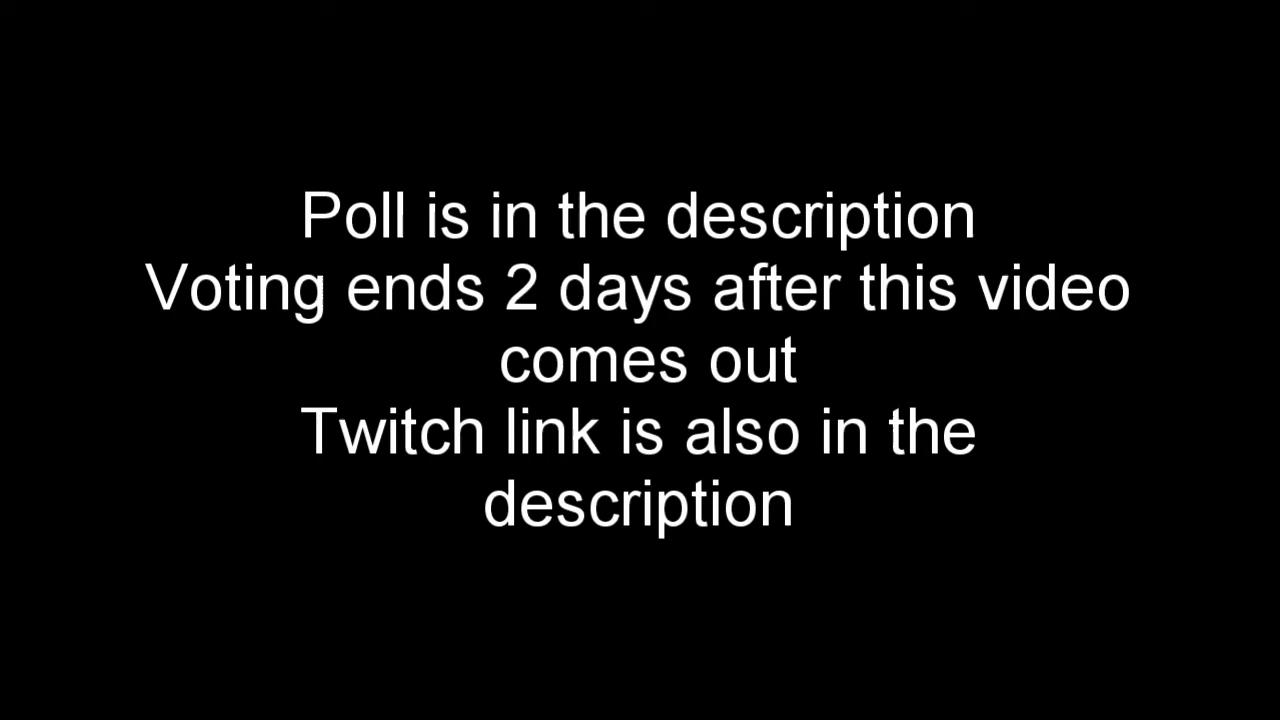 Poll is in the description
Voting ends 2 days after this video
comes out
Twitch link is also in the
description